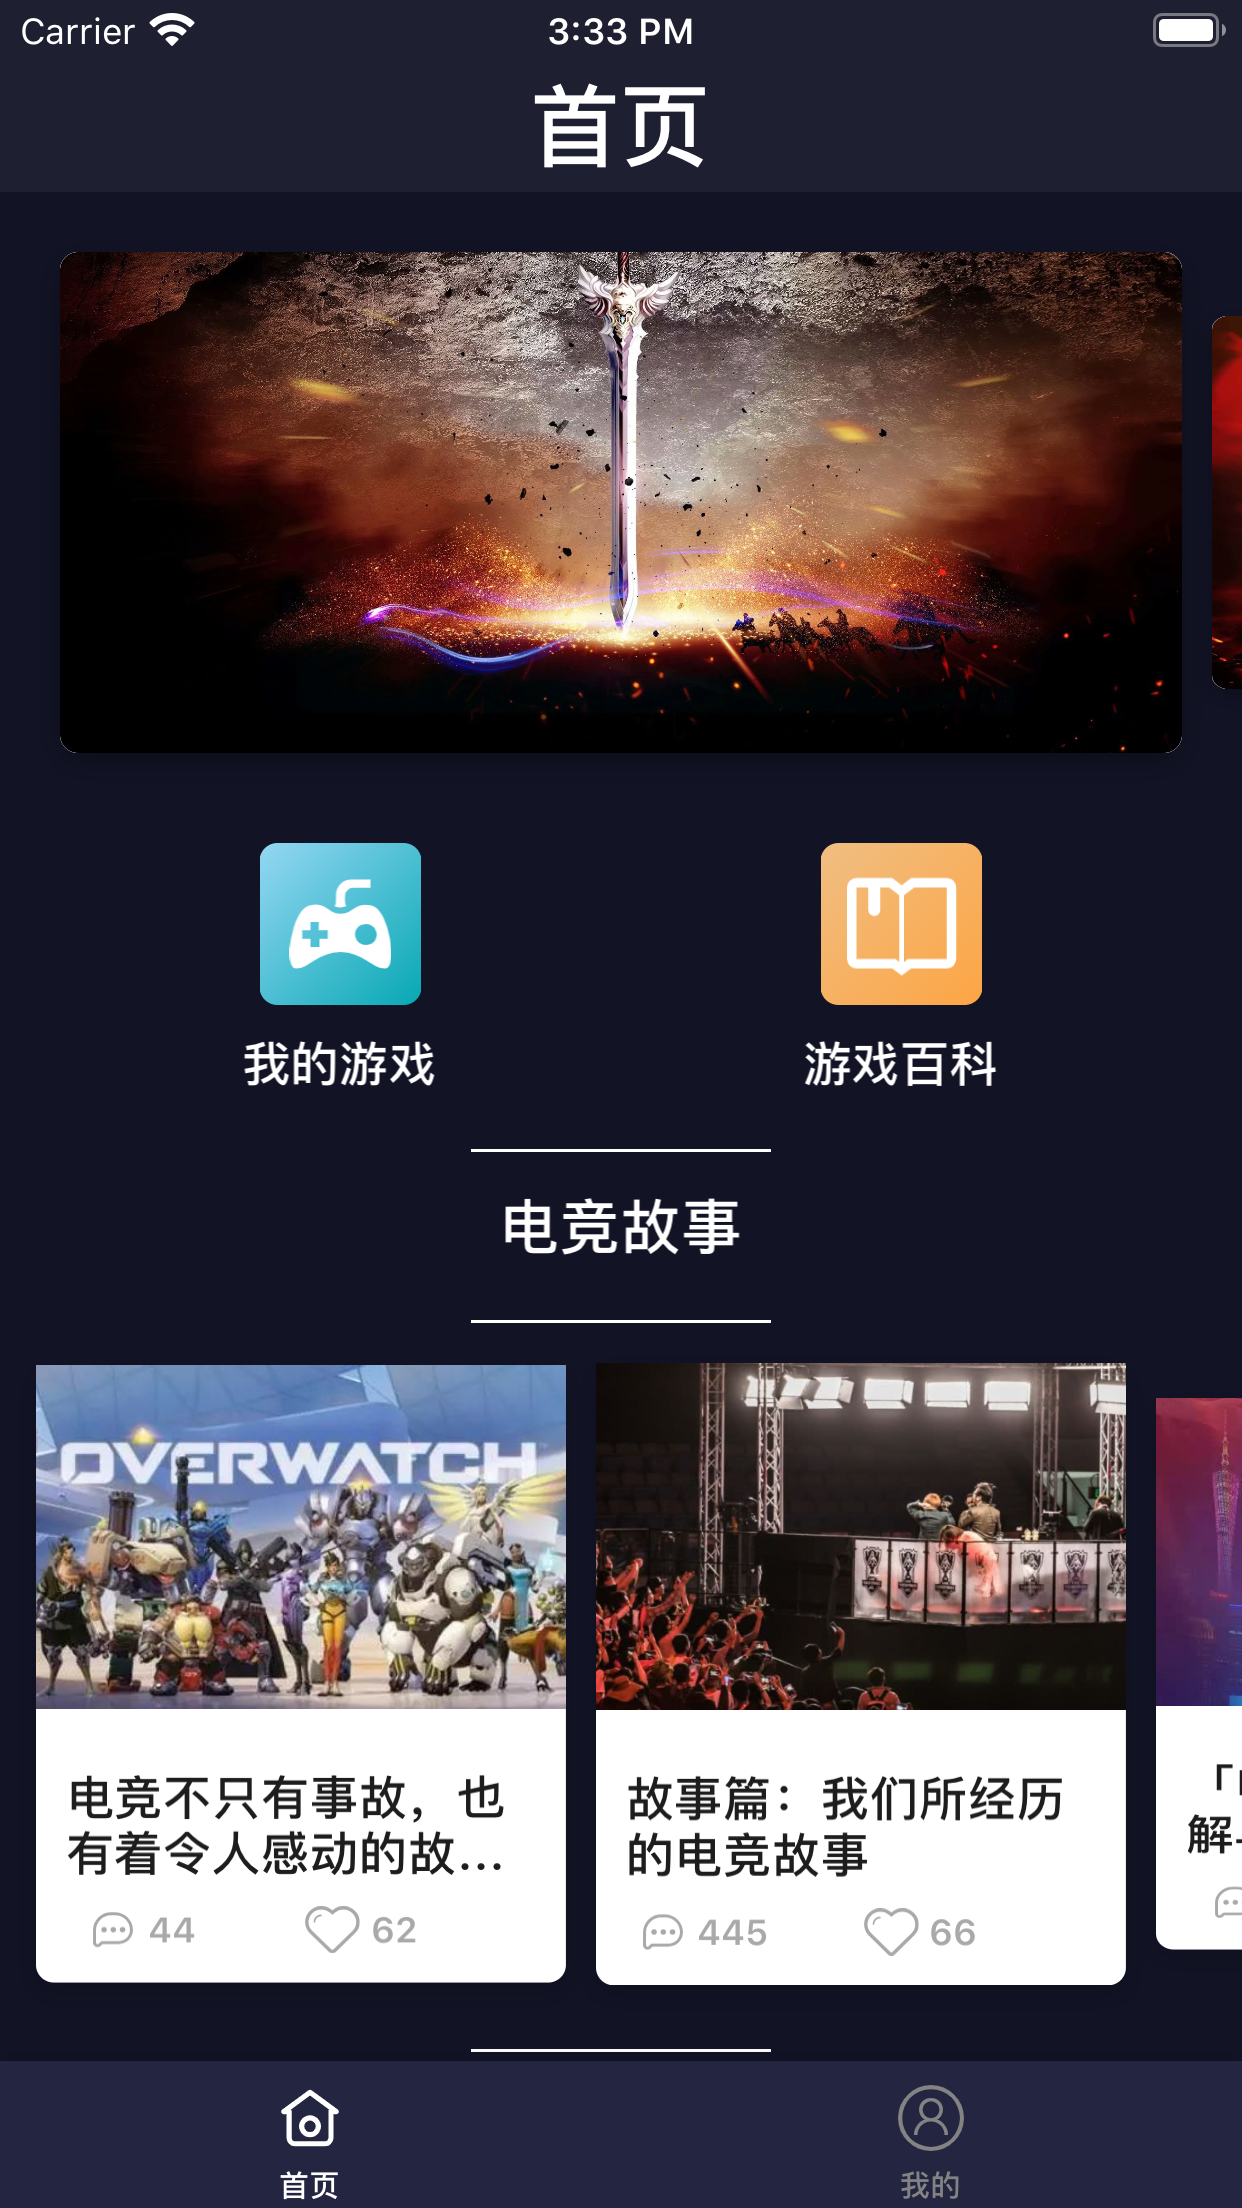 Carrier
3:33 PM
首页
我的游戏
游戏百科
电竞故事
OVERWATCH
电竞不只有事故，也
有着令人感动的故...
44
62
故事篇：我们所经历
的电竞故事
445
66
解
首页
我的